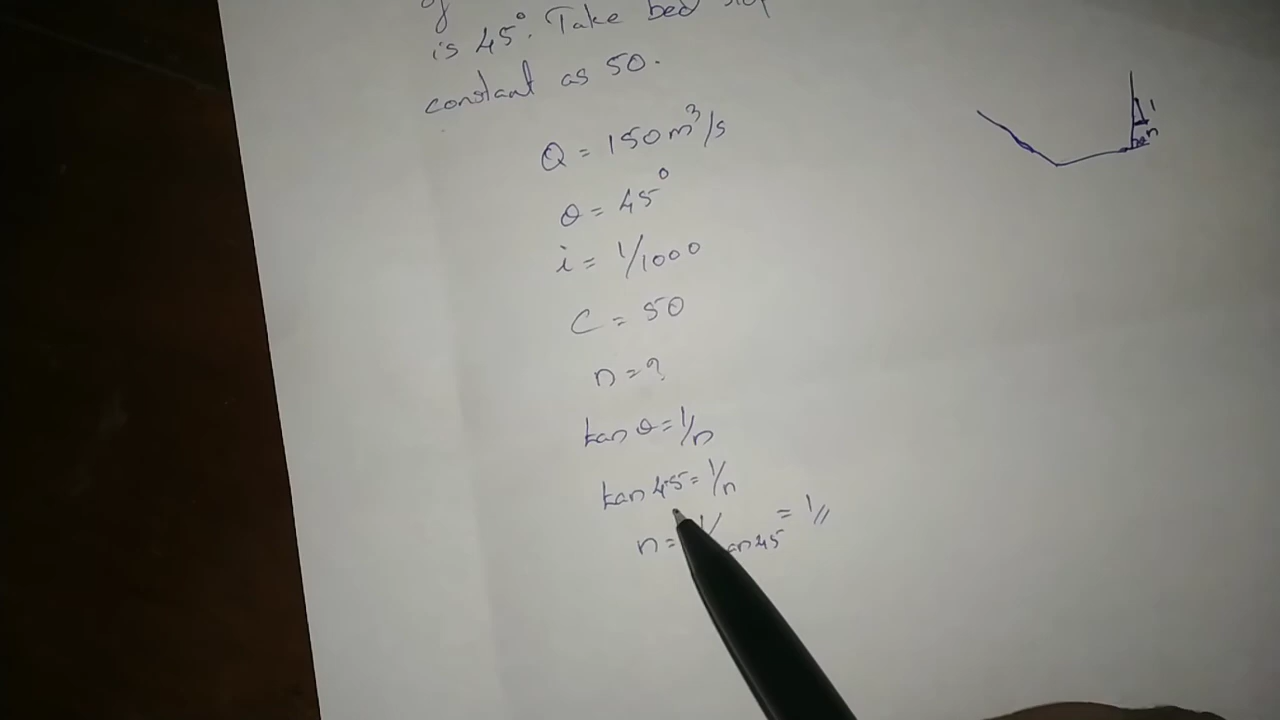 is 45°. Take bed
constant as 50.
Q = 150 m³/s
θ = 45°
i = 1/1000
C = 50
n = ?
tan θ = 1/n
tan 45 = 1/n
n = = 1//
1
n